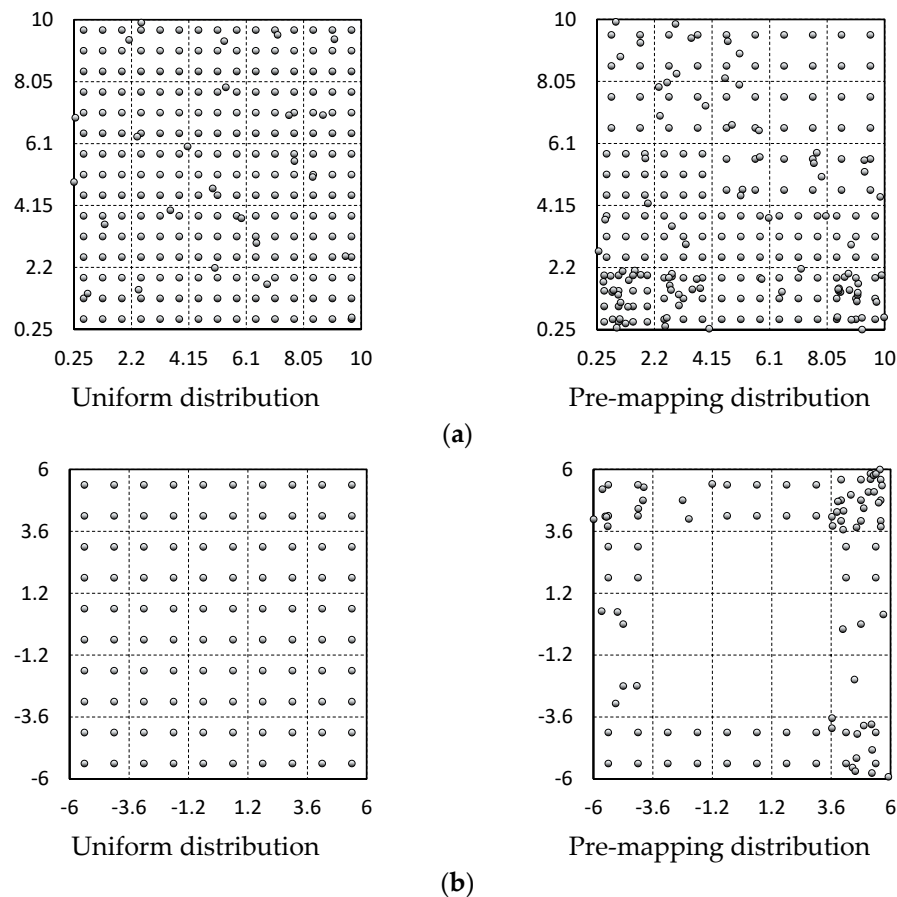 10
8.05
6.1
4.15
2.2
0.25
0.25 2.2 4.15 6.1 8.05 10
Uniform distribution
10
8.05
6.1
4.15
2.2
0.25
0.25 2.2 4.15 6.1 8.05 10
Pre-mapping distribution
(a)
6
3.6
1.2
-1.2
-3.6
-6
-6 -3.6 -1.2 1.2 3.6 6
Uniform distribution
6
3.6
1.2
-1.2
-3.6
-6
-6 -3.6 -1.2 1.2 3.6 6
Pre-mapping distribution
(b)